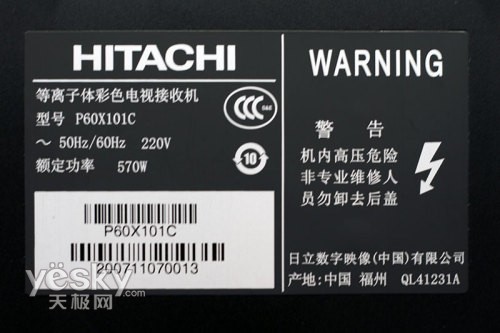 HITACHI
等离子体彩色电视接收机
型号 P60X101C
～ 50Hz/60Hz 220V
额定功率 570W
CCC
S&E
10
P60X101C
200711070013
WARNING
警 告
机内高压危险
非专业维修人
员勿卸去后盖
日立数字映像(中国)有限公司
产地:中国 福州 QL41231A
yesky
天极网